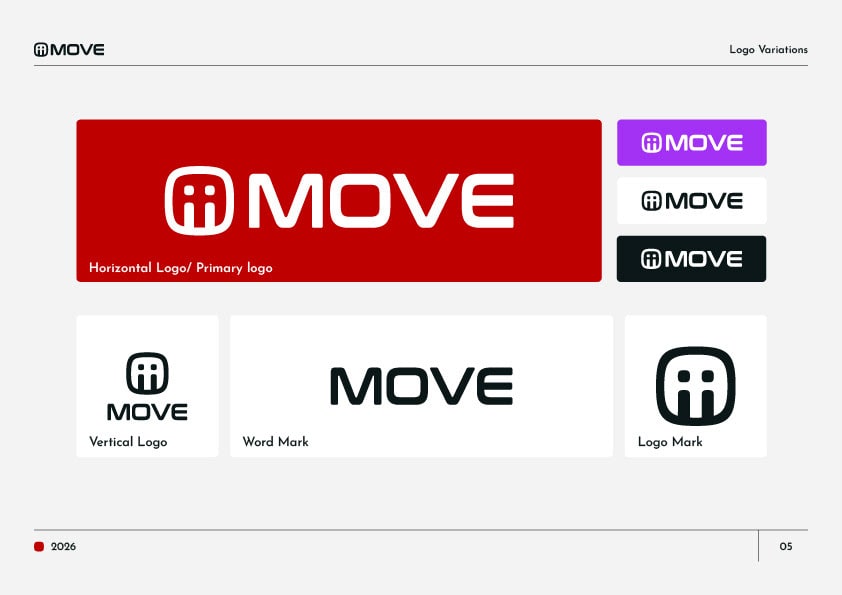 MOVE
Logo Variations
MOVE
Horizontal Logo/ Primary logo
MOVE
MOVE
MOVE
MOVE
Vertical Logo
MOVE
Word Mark
Logo Mark
2026
05